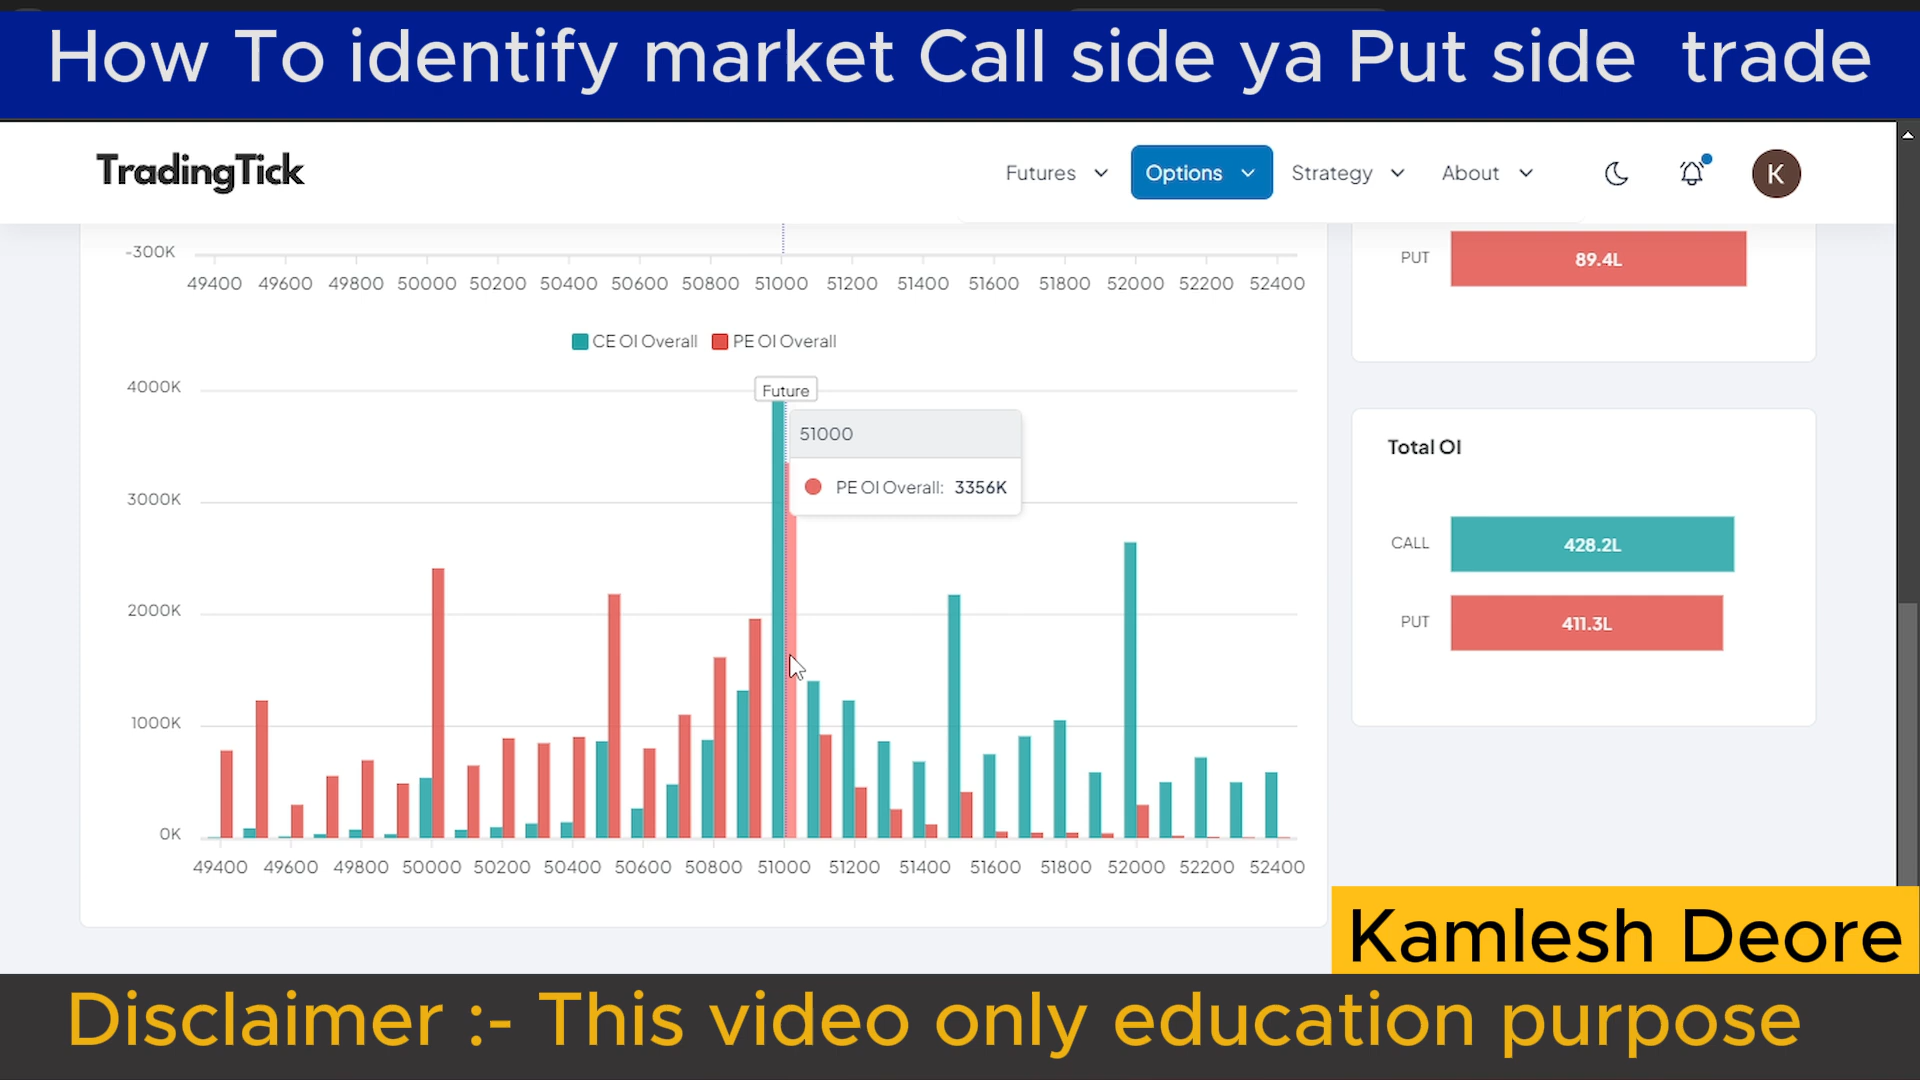 How To identify market Call side ya Put side trade
TradingTick
Futures
Options
Strategy
About
K
-300K
49400 49600 49800 50000 50200 50400 50600 50800 51000 51200 51400 51600 51800 52000 52200 52400
PUT 89.4L
CE OI Overall PE OI Overall
4000K
Future
51000
PE OI Overall: 3356K
3000K
2000K
1000K
0K
49400 49600 49800 50000 50200 50400 50600 50800 51000 51200 51400 51600 51800 52000 52200 52400
Total OI
CALL 428.2L
PUT 411.3L
Kamlesh Deore
Disclaimer :- This video only education purpose